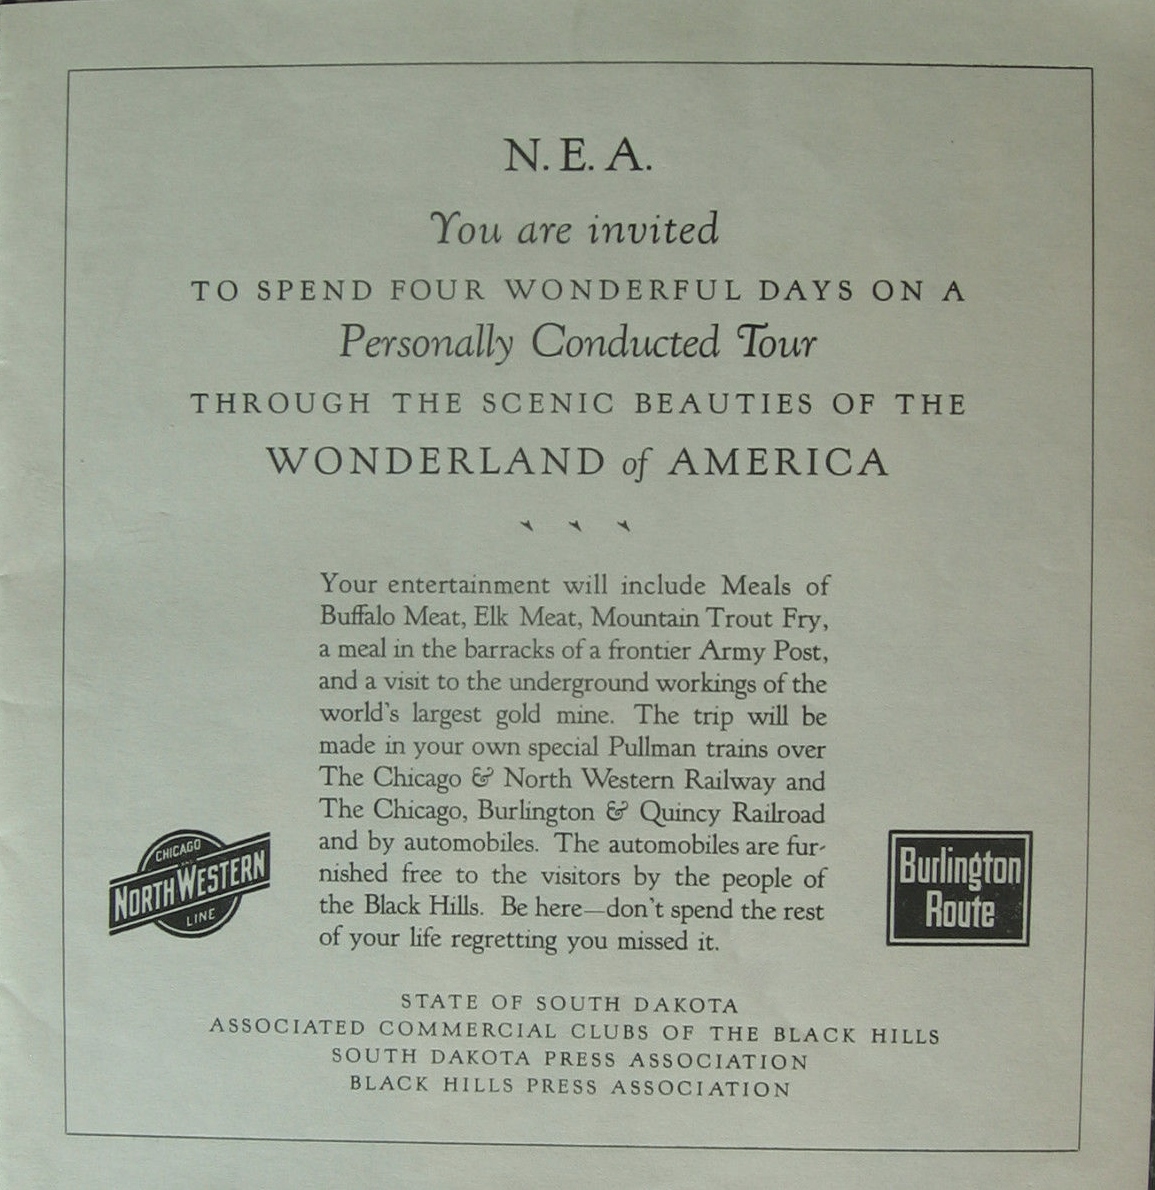 N. E. A.
You are invited
TO SPEND FOUR WONDERFUL DAYS ON A
Personally Conducted Tour
THROUGH THE SCENIC BEAUTIES OF THE
WONDERLAND of AMERICA
Your entertainment will include Meals of
Buffalo Meat, Elk Meat, Mountain Trout Fry,
a meal in the barracks of a frontier Army Post,
and a visit to the underground workings of the
world's largest gold mine. The trip will be
made in your own special Pullman trains over
The Chicago & North Western Railway and
The Chicago, Burlington & Quincy Railroad
and by automobiles. The automobiles are fur-
nished free to the visitors by the people of
the Black Hills. Be here—don't spend the rest
of your life regretting you missed it.
CHICAGO
NORTH WESTERN
LINE
Burlington
Route
STATE OF SOUTH DAKOTA
ASSOCIATED COMMERCIAL CLUBS OF THE BLACK HILLS
SOUTH DAKOTA PRESS ASSOCIATION
BLACK HILLS PRESS ASSOCIATION